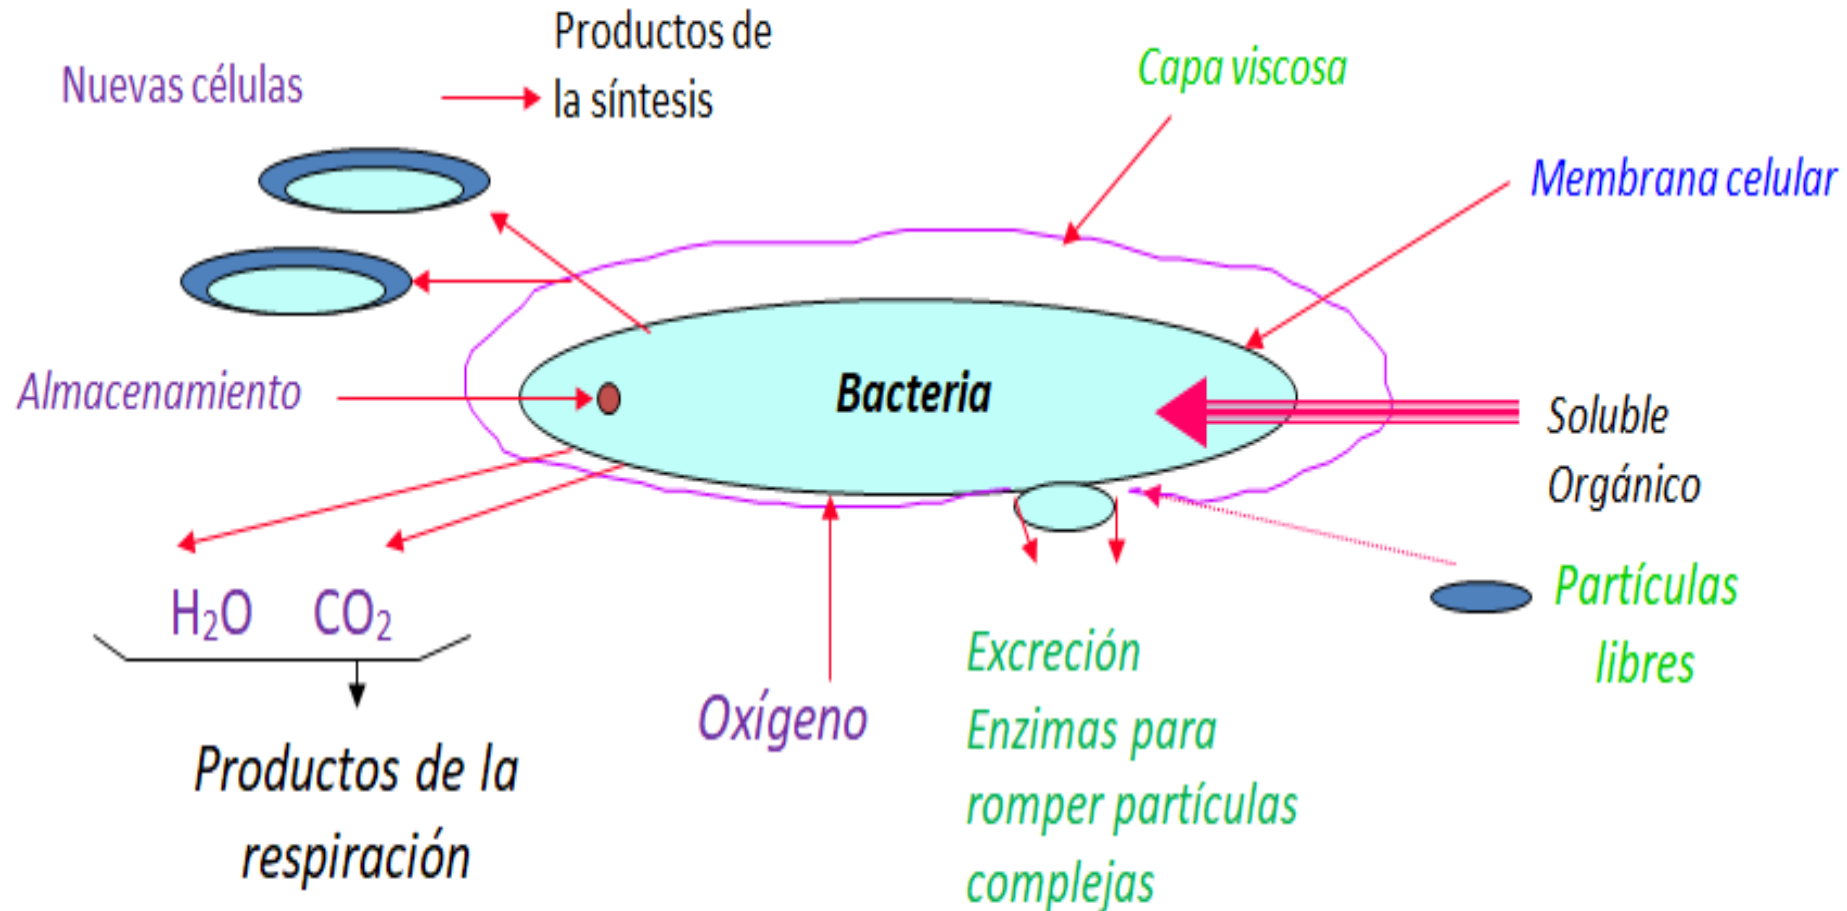 Productos de
la síntesis
Nuevas células
Capa viscosa
Membrana celular
Almacenamiento
Bacteria
Soluble
Orgánico
Partículas
libres
H₂O CO₂
Productos de la
respiración
Oxígeno
Excreción
Enzimas para
romper partículas
complejas